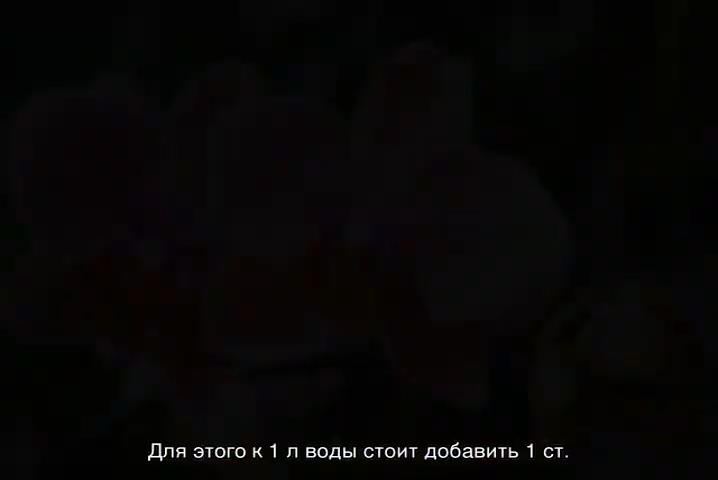 Для этого к 1 л воды стоит добавить 1 ст.